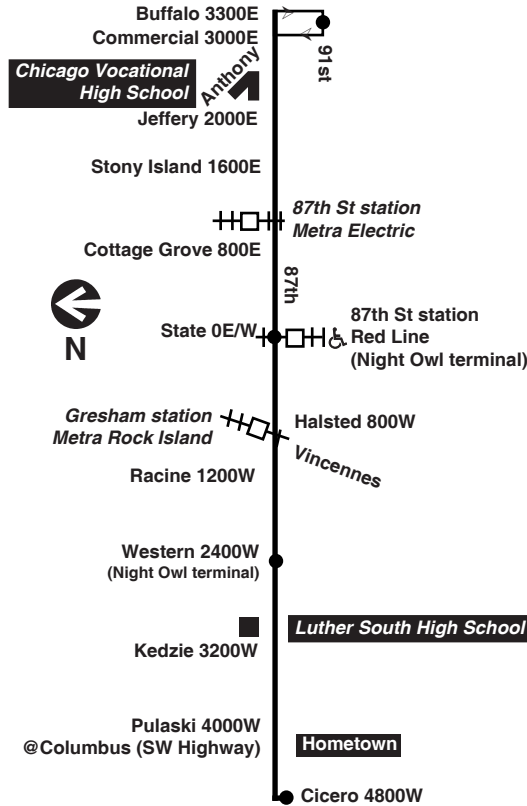 Buffalo 3300E
Commercial 3000E
91st
Chicago Vocational
High School
Anthony
Jeffery 2000E
Stony Island 1600E
87th St station
Metra Electric
Cottage Grove 800E
87th
N
State 0E/W
87th St station
Red Line
(Night Owl terminal)
Gresham station
Metra Rock Island
Halsted 800W
Vincennes
Racine 1200W
Western 2400W
(Night Owl terminal)
Luther South High School
Kedzie 3200W
Pulaski 4000W
@Columbus (SW Highway)
Hometown
Cicero 4800W